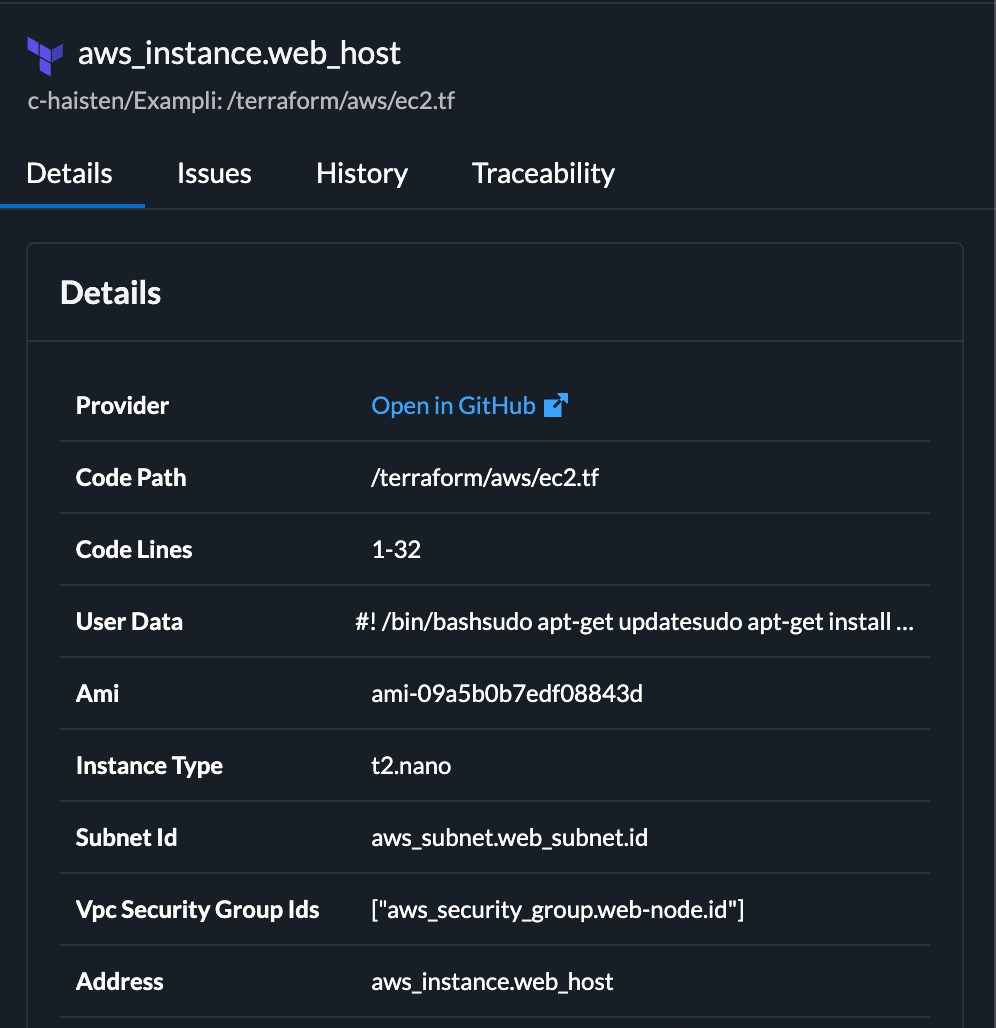 aws_instance.web_host
c-haisten/Exampli: /terraform/aws/ec2.tf
Details Issues History Traceability
Details
Provider Open in GitHub
Code Path /terraform/aws/ec2.tf
Code Lines 1-32
User Data #! /bin/bashsudo apt-get updatesudo apt-get install ...
Ami ami-09a5b0b7edf08843d
Instance Type t2.nano
Subnet Id aws_subnet.web_subnet.id
Vpc Security Group Ids ["aws_security_group.web-node.id"]
Address aws_instance.web_host